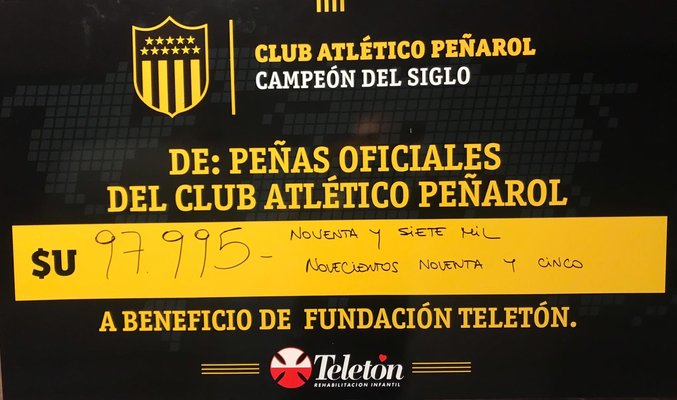 CLUB ATLÉTICO PEÑAROL
CAMPEÓN DEL SIGLO
DE: PEÑAS OFICIALES
DEL CLUB ATLÉTICO PEÑAROL
$U 97.995- NOVENTA Y SIETE MIL
NOVECIENTOS NOVENTA Y CINCO
A BENEFICIO DE FUNDACIÓN TELETÓN.
Teletón
REHABILITACION INFANTIL